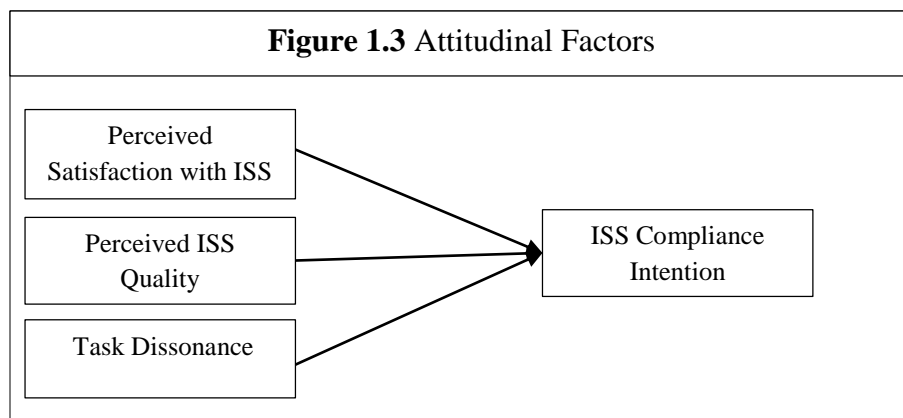 Figure 1.3 Attitudinal Factors
Perceived
Satisfaction with ISS
Perceived ISS
Quality
Task Dissonance
ISS Compliance
Intention